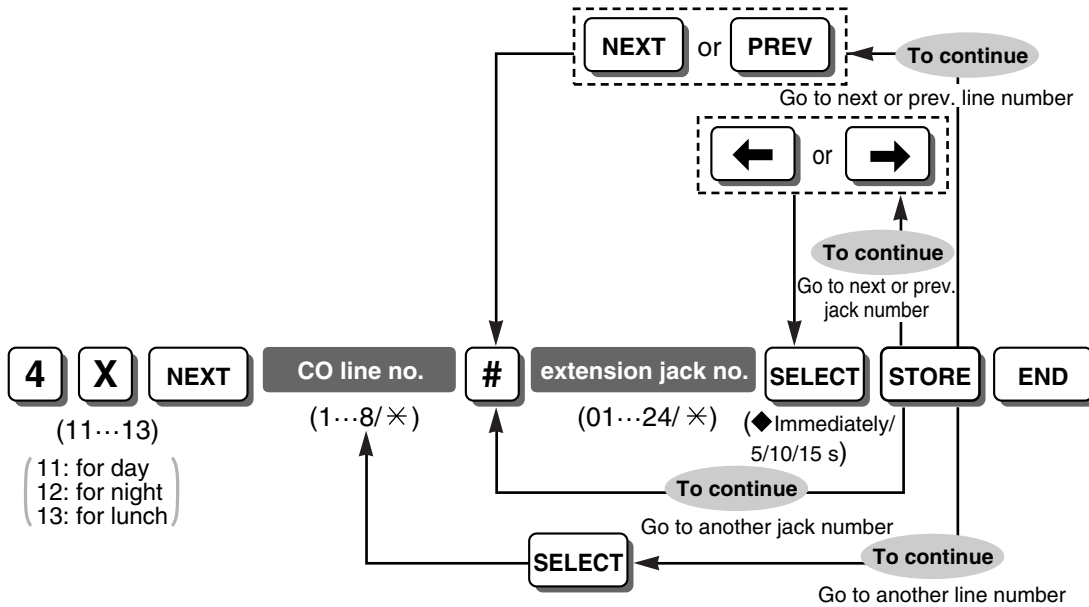 NEXT or PREV
To continue
Go to next or prev. line number
← or →
To continue
Go to next or prev.
jack number
4 X NEXT CO line no. # extension jack no. SELECT STORE END
(11···13)
11: for day
12: for night
13: for lunch
(1···8/ ✳)
(01···24/ ✳)
(◆Immediately/
5/10/15 s)
To continue
Go to another jack number
SELECT
To continue
Go to another line number